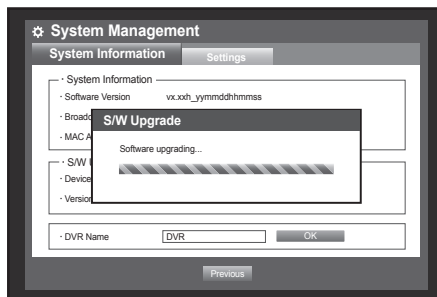 System Management
System Information Settings
· System Information
· Software Version vx.xxh_yymmddhhmmss
· Broadc
· MAC A
S/W Upgrade
Software upgrading...
· S/W U
· Device
· Version
· DVR Name DVR OK
Previous